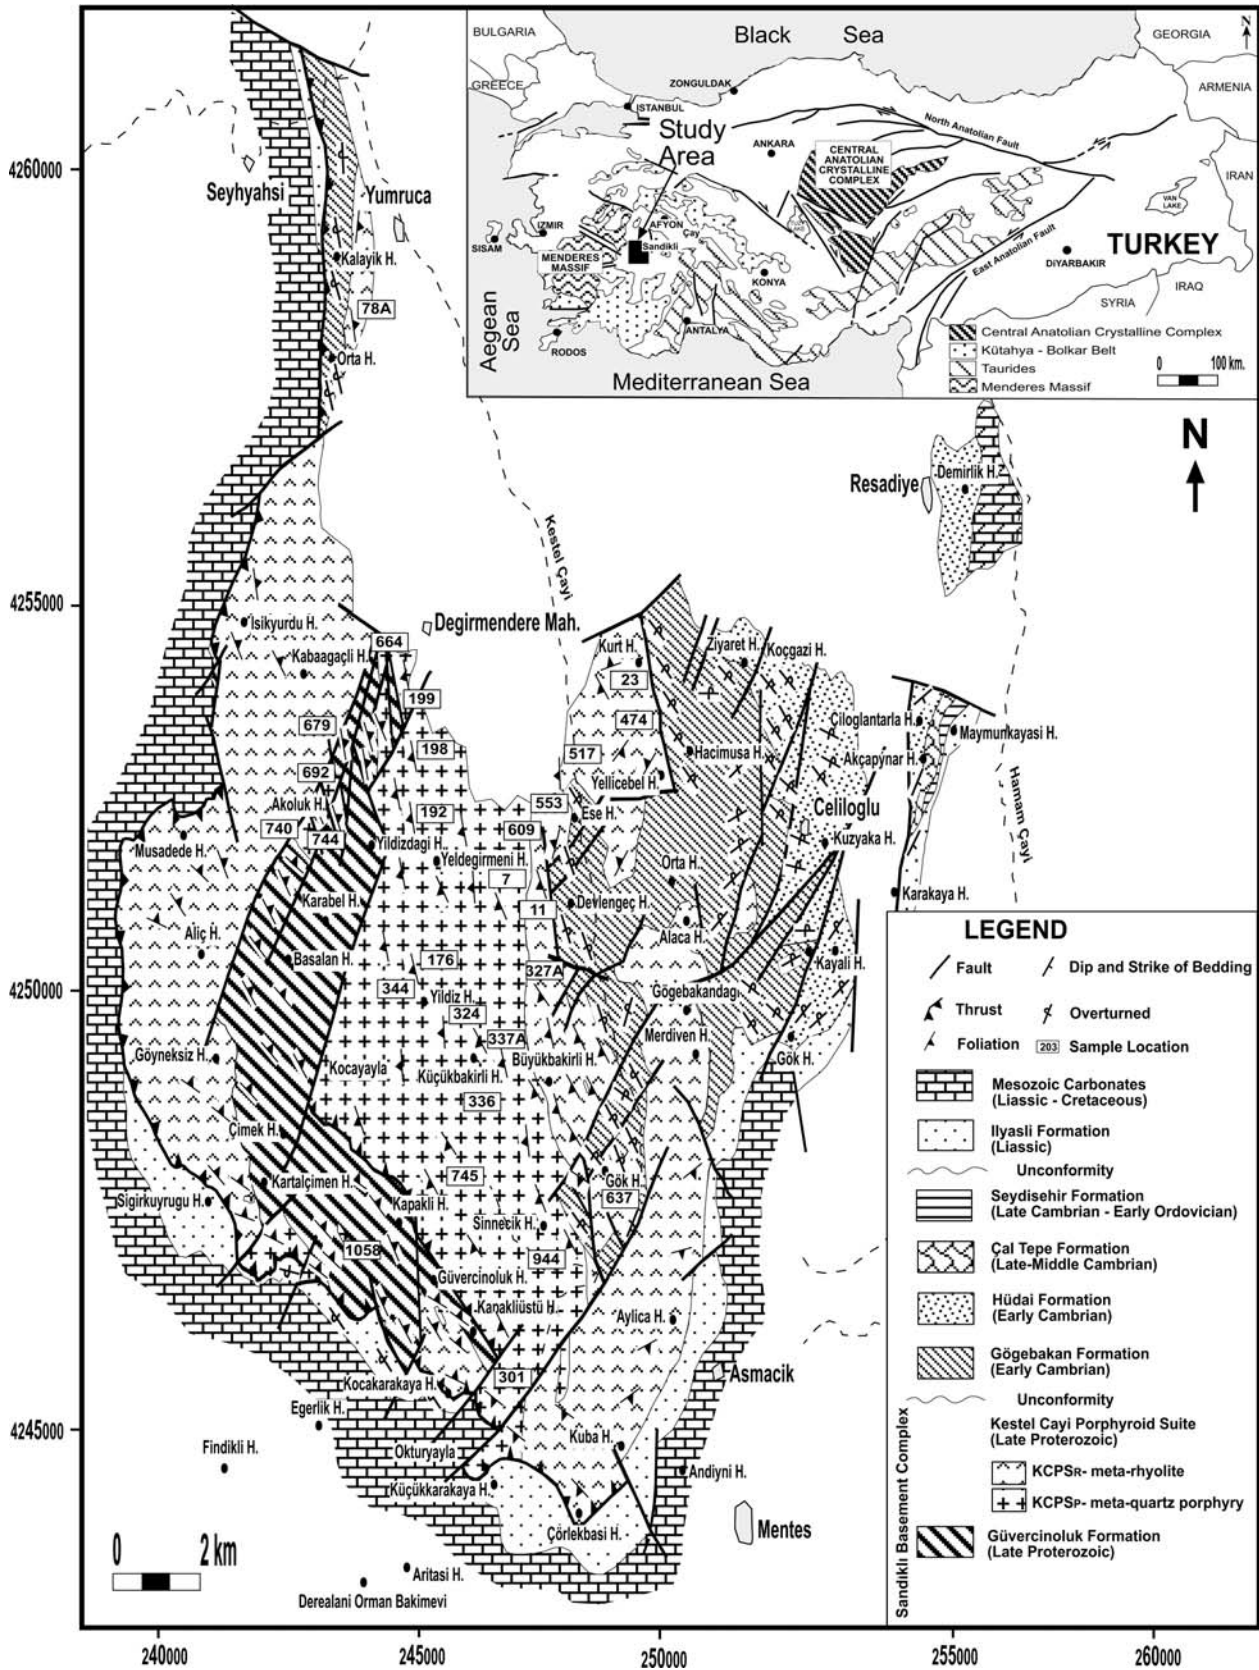 BULGARIA
Black Sea
GEORGIA
N
GREECE
ZONGULDAK
ARMENIA
ISTANBUL
Study
Area
ANKARA
North Anatolian Fault
CENTRAL
ANATOLIAN
CRYSTALLINE
COMPLEX
IRAN
VAN
LAKE
IZMIR
AFYON
Çay
SISAM
Sandikli
MENDERES
MASSIF
TURKEY
DiYARBAKIR
East Anatolian Fault
KONYA
IRAQ
SYRIA
Aegean
Sea
ANTALYA
RODOS
Mediterranean Sea
Central Anatolian Crystalline Complex
Kütahya - Bolkar Belt
Taurides
Menderes Massif
0 100 km.
4260000
4255000
4250000
4245000
240000
245000
250000
255000
260000
N
Seyhyahsi
Yumruca
Kalayik H.
78A
Orta H.
Resadiye
Demirlik H.
Kestel Çayi
Isikyurdu H.
Degirmendere Mah.
Kabaagaçli H.
664
Kurt H.
Ziyaret H.
Koçgazi H.
23
199
679
474
Çiloglantarla H.
Maymunkayasi H.
198
517
Hacimusa H.
Akçapýnar H.
692
Yellicebel H.
Akoluk H.
192
553
Ese H.
Celiloglu
Hamam Çayi
740
744
609
Musadede H.
Yildizdagi H.
Yeldegirmeni H.
Orta H.
Kuzyaka H.
7
Karabel H.
11
Devlengeç H.
Karakaya H.
Aliç H.
Alaca H.
Basalan H.
176
327A
Kayali H.
344
Yildiz H.
Gögebakandagi
324
337A
Merdiven H.
Göyneksiz H.
Kocayayla
Küçükbakirli H.
Büyükbakirli H.
Gök H.
336
Çimek H.
745
Gök H.
Kartalçimen H.
637
Sigirkuyrugu H.
Kapakli H.
Sinnecik H.
1058
944
Güvercinoluk H.
Kapakliüstü H.
Aylica H.
Kocakarakaya H.
301
Asmacik
Egerlik H.
Findikli H.
Okturyayla
Kuba H.
Küçükkarakaya H.
Andiyni H.
Çörlekbasi H.
Mentes
0 2 km
Aritasi H.
Derealani Orman Bakimevi
LEGEND
Fault
Dip and Strike of Bedding
Thrust
Overturned
Foliation
203 Sample Location
Mesozoic Carbonates
(Liassic - Cretaceous)
Ilyasli Formation
(Liassic)
Unconformity
Seydisehir Formation
(Late Cambrian - Early Ordovician)
Çal Tepe Formation
(Late-Middle Cambrian)
Hüdai Formation
(Early Cambrian)
Gögebakan Formation
(Early Cambrian)
Unconformity
Kestel Cayi Porphyroid Suite
(Late Proterozoic)
KCPSR- meta-rhyolite
KCPSP- meta-quartz porphyry
Güvercinoluk Formation
(Late Proterozoic)
Sandıklı Basement Complex